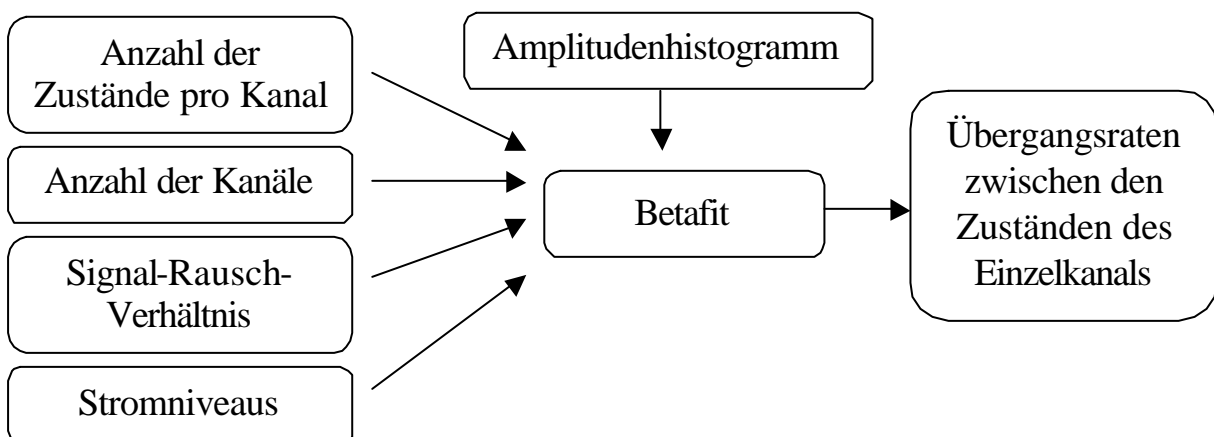 Anzahl der
Zustände pro Kanal
Anzahl der Kanäle
Signal-Rausch-
Verhältnis
Stromniveaus
Amplitudenhistogramm
Betafit
Übergangsraten
zwischen den
Zuständen des
Einzelkanals